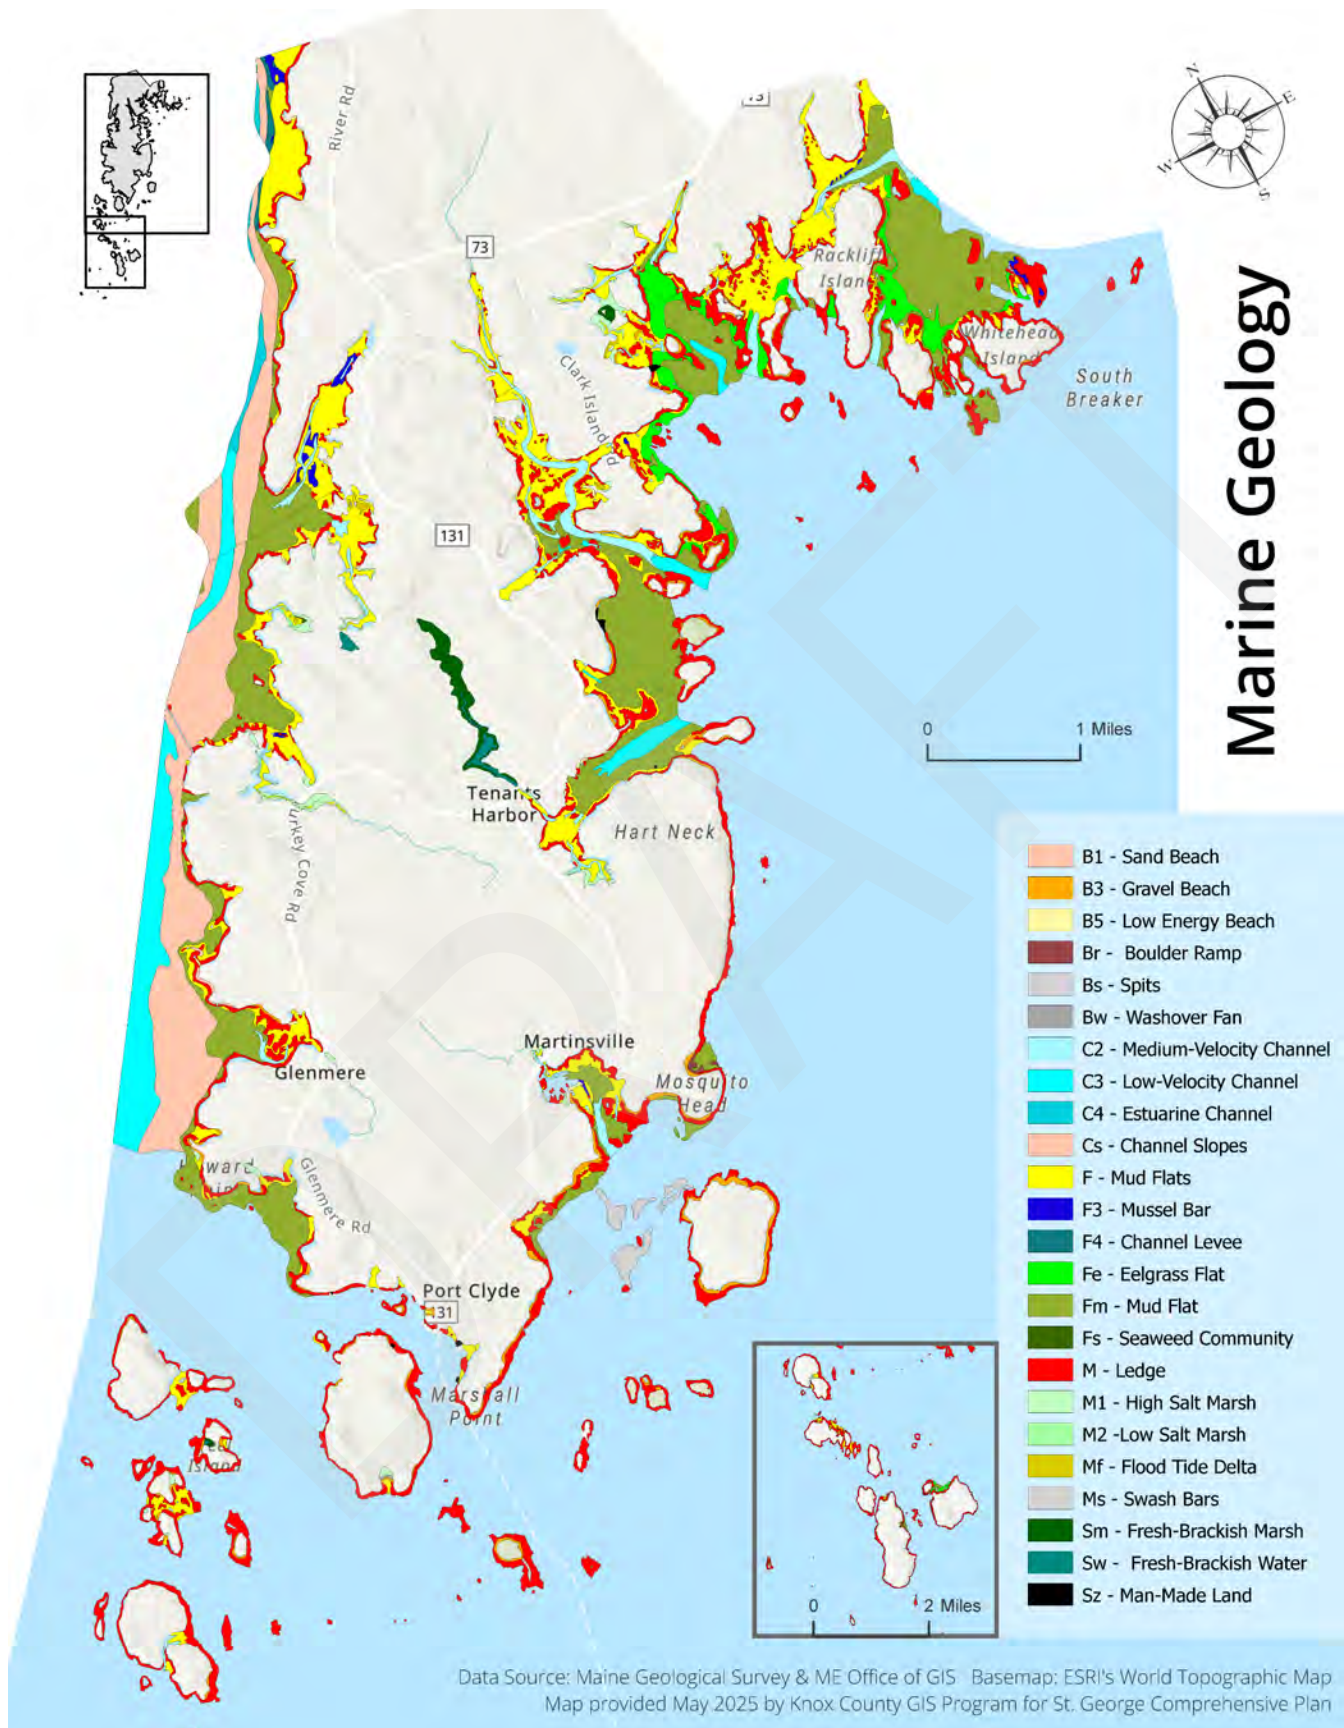 N
E
W
S
Marine Geology
River Rd
73
73
Rackliff
Island
Whitehead
Island
South
Breaker
Clark Island Rd
131
0 1 Miles
Tenants
Harbor
Hart Neck
Turkey Cove Rd
Martinsville
Glenmere
Mosquito
Head
Glenmere Rd
Port Clyde
131
Marshall
Point
Island
B1 - Sand Beach
B3 - Gravel Beach
B5 - Low Energy Beach
Br - Boulder Ramp
Bs - Spits
Bw - Washover Fan
C2 - Medium-Velocity Channel
C3 - Low-Velocity Channel
C4 - Estuarine Channel
Cs - Channel Slopes
F - Mud Flats
F3 - Mussel Bar
F4 - Channel Levee
Fe - Eelgrass Flat
Fm - Mud Flat
Fs - Seaweed Community
M - Ledge
M1 - High Salt Marsh
M2 -Low Salt Marsh
Mf - Flood Tide Delta
Ms - Swash Bars
Sm - Fresh-Brackish Marsh
Sw - Fresh-Brackish Water
Sz - Man-Made Land
0 2 Miles
DRAFT
Data Source: Maine Geological Survey & ME Office of GIS Basemap: ESRI's World Topographic Map
Map provided May 2025 by Knox County GIS Program for St. George Comprehensive Plan